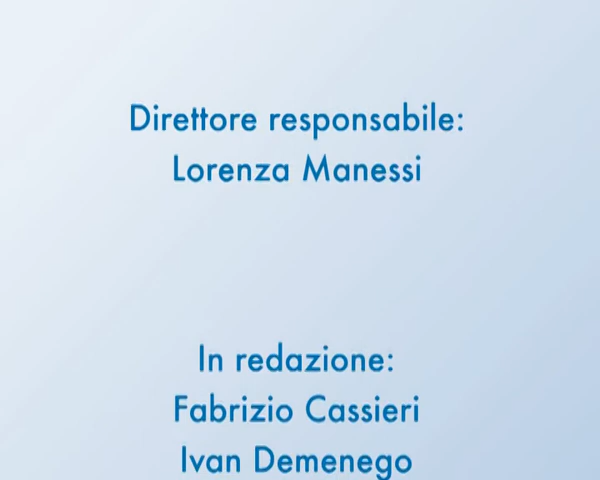 Direttore responsabile:
Lorenza Manessi
In redazione:
Fabrizio Cassieri
Ivan Demenego